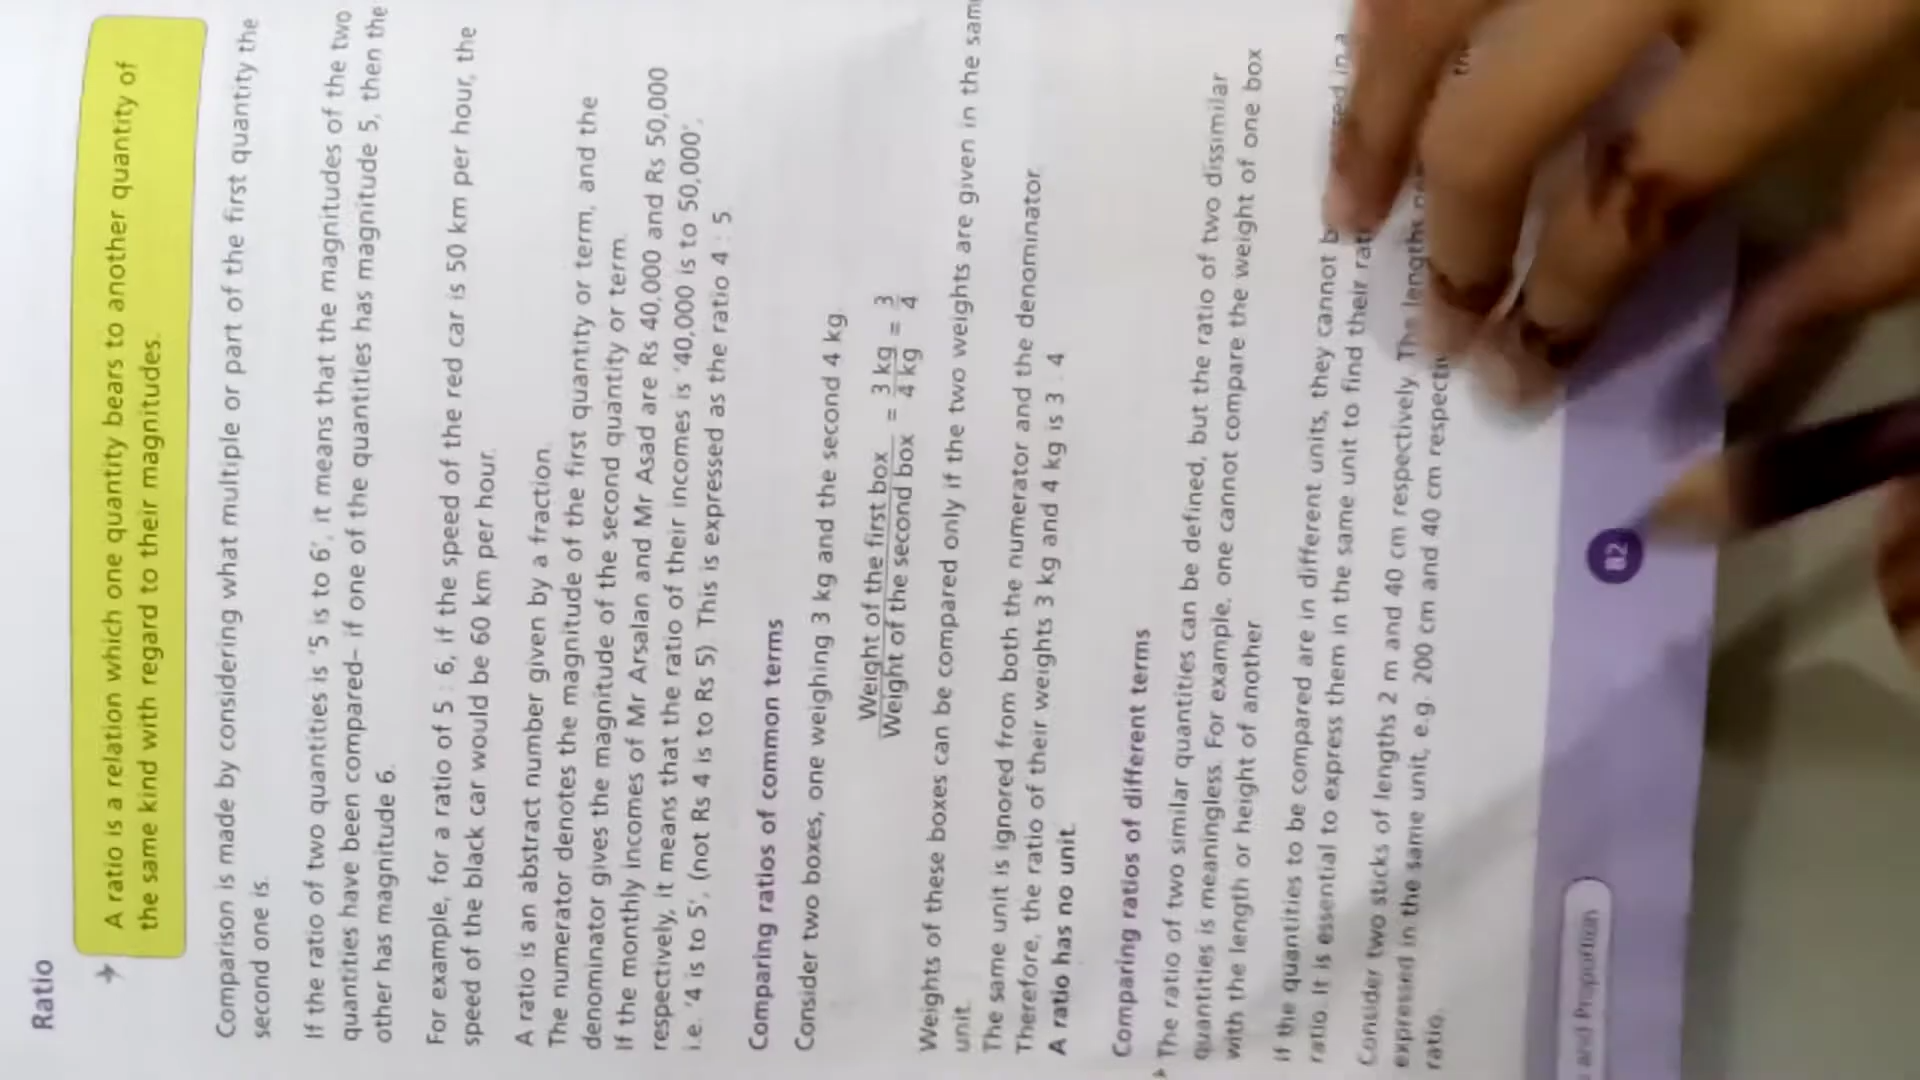 Ratio
A ratio is a relation which one quantity bears to another quantity of
the same kind with regard to their magnitudes.
Comparison is made by considering what multiple or part of the first quantity the
second one is.
If the ratio of two quantities is '5 is to 6', it means that the magnitudes of the two
quantities have been compared– if one of the quantities has magnitude 5, then the
other has magnitude 6.
For example, for a ratio of 5 : 6, if the speed of the red car is 50 km per hour, the
speed of the black car would be 60 km per hour.
A ratio is an abstract number given by a fraction.
The numerator denotes the magnitude of the first quantity or term, and the
denominator gives the magnitude of the second quantity or term.
If the monthly incomes of Mr Arsalan and Mr Asad are Rs 40,000 and Rs 50,000
respectively, it means that the ratio of their incomes is '40,000 is to 50,000',
i.e. '4 is to 5', (not Rs 4 is to Rs 5). This is expressed as the ratio 4 : 5.
Comparing ratios of common terms
Consider two boxes, one weighing 3 kg and the second 4 kg.
Weight of the first box / Weight of the second box = 3 kg / 4 kg = 3 / 4
Weights of these boxes can be compared only if the two weights are given in the same
unit.
The same unit is ignored from both the numerator and the denominator.
Therefore, the ratio of their weights 3 kg and 4 kg is 3 : 4
A ratio has no unit.
Comparing ratios of different terms
The ratio of two similar quantities can be defined, but the ratio of two dissimilar
quantities is meaningless. For example, one cannot compare the weight of one box
with the length or height of another
If the quantities to be compared are in different units, they cannot in a
ratio. It is essential to express them in the same unit to find their
Consider two sticks of lengths 2 m and 40 cm respectively. The lengths
expressed in the same unit, e.g. 200 cm and 40 cm
ratio.
82
and Proportion